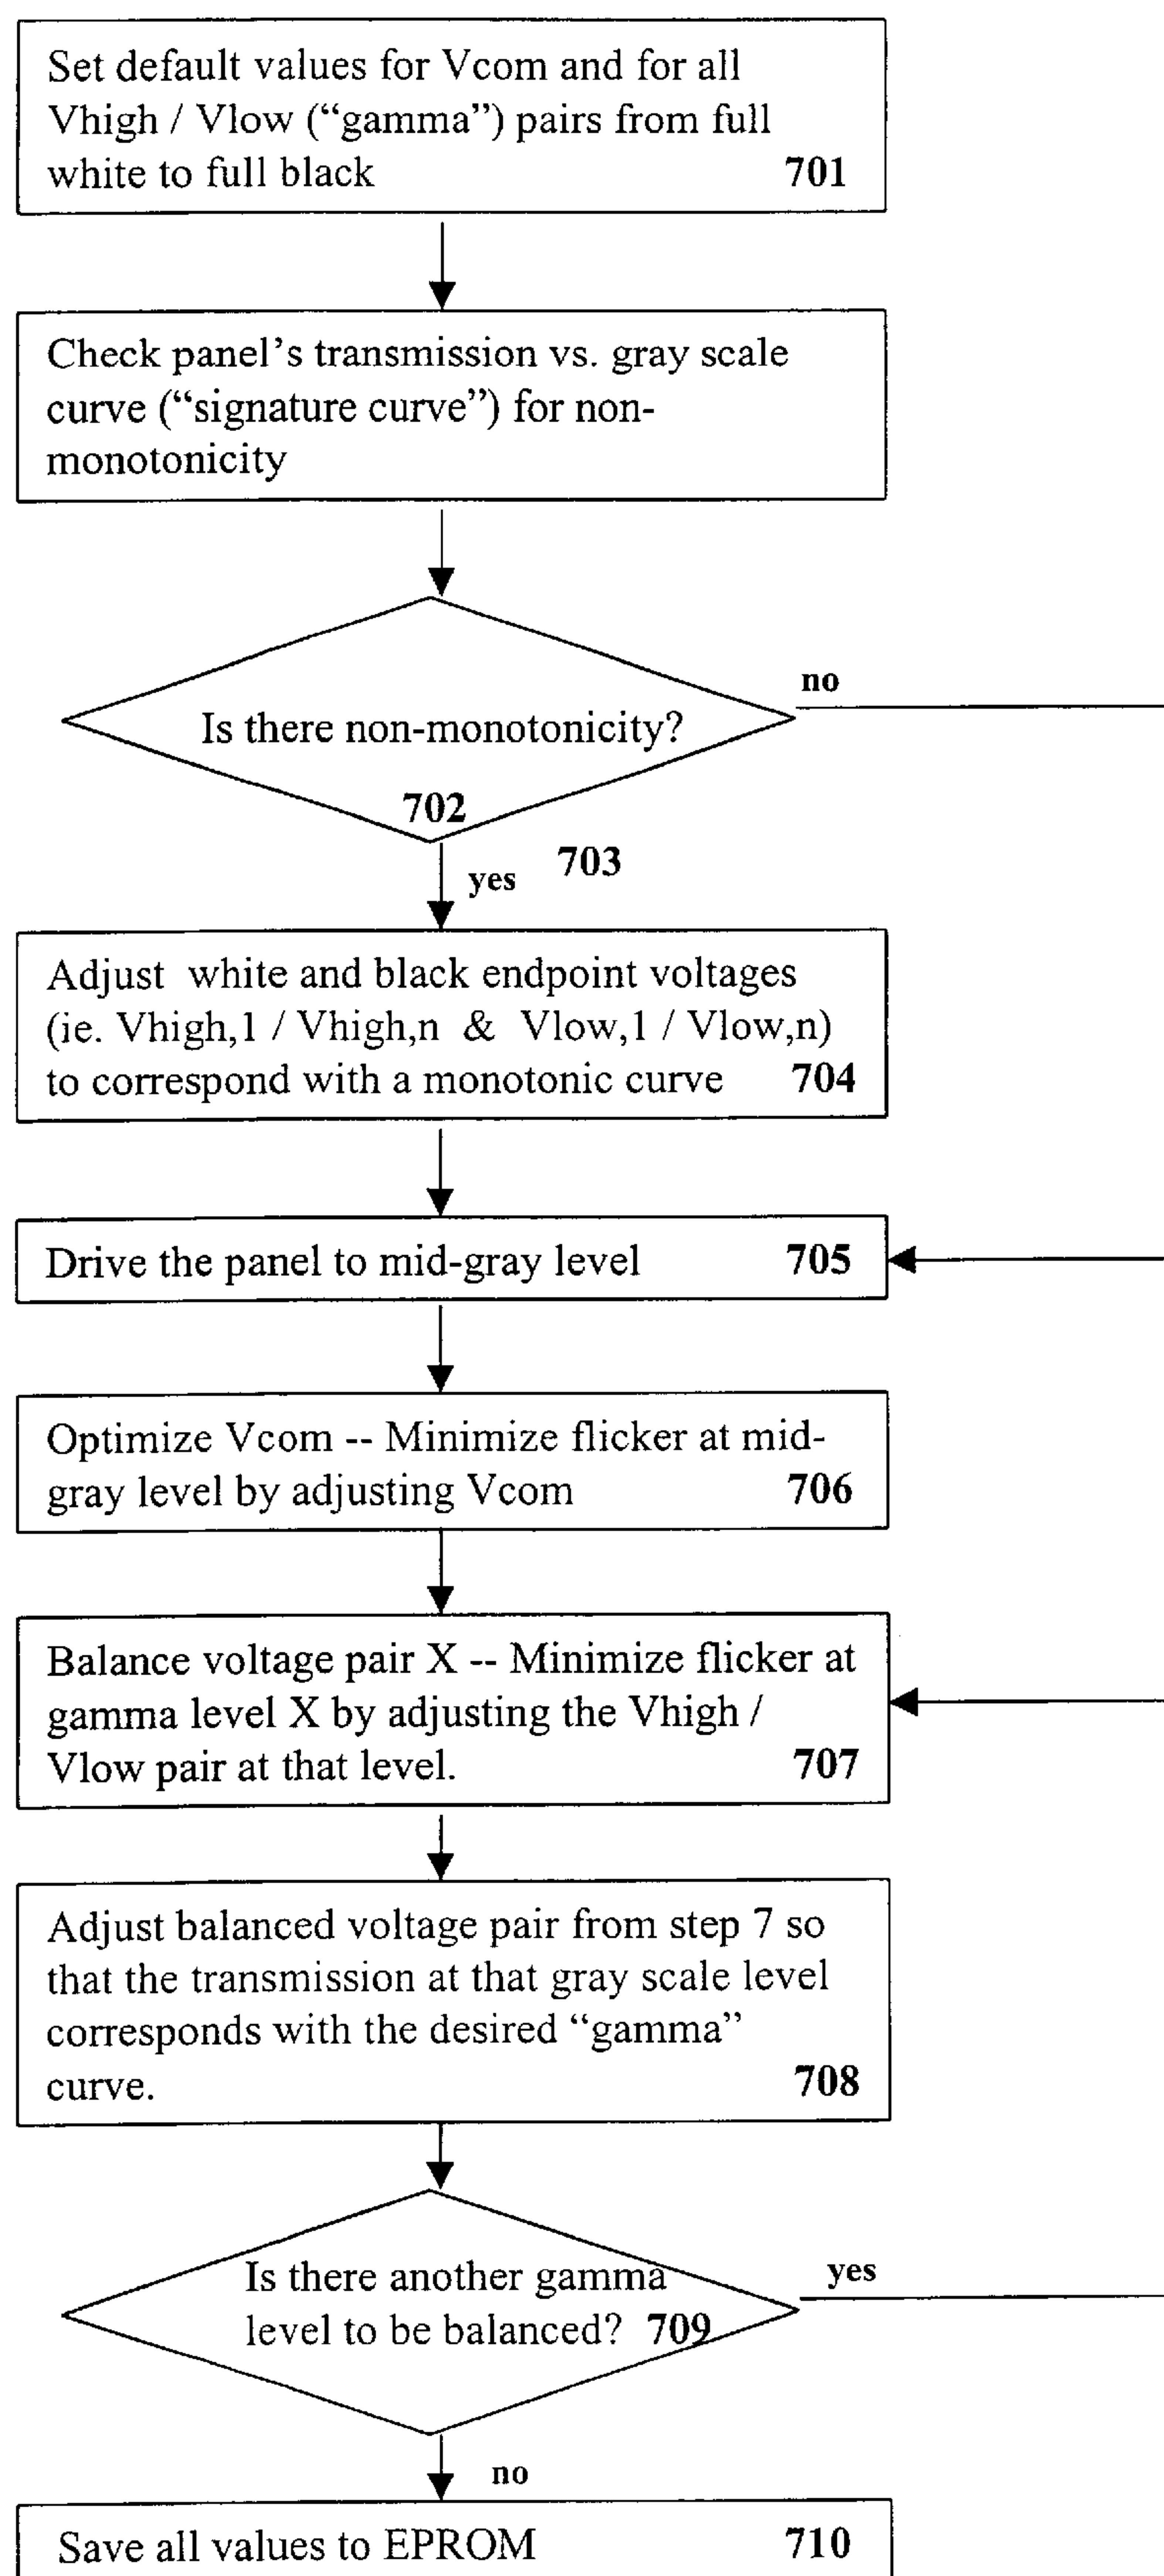 Set default values for Vcom and for all
Vhigh / Vlow (“gamma”) pairs from full
white to full black 701
Check panel’s transmission vs. gray scale
curve (“signature curve”) for non-
monotonicity
no
Is there non-monotonicity?
702
703
yes
Adjust white and black endpoint voltages
(ie. Vhigh,1 / Vhigh,n & Vlow,1 / Vlow,n)
to correspond with a monotonic curve 704
Drive the panel to mid-gray level 705
Optimize Vcom -- Minimize flicker at mid-
gray level by adjusting Vcom 706
Balance voltage pair X -- Minimize flicker at
gamma level X by adjusting the Vhigh /
Vlow pair at that level. 707
Adjust balanced voltage pair from step 7 so
that the transmission at that gray scale level
corresponds with the desired “gamma”
curve. 708
Is there another gamma
yes
level to be balanced? 709
no
Save all values to EPROM 710